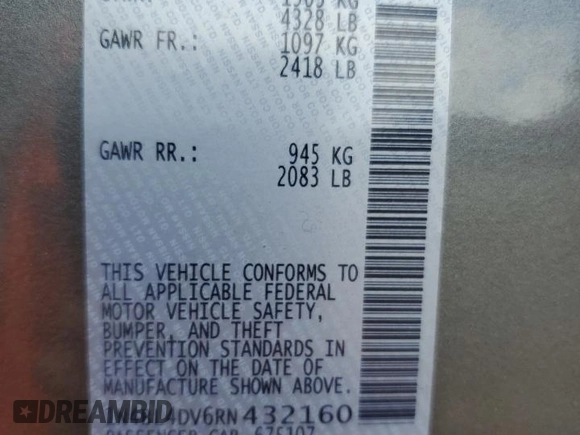 4328 LB
GAWR FR.: 1097 KG
2418 LB
GAWR RR.: 945 KG
2083 LB
THIS VEHICLE CONFORMS TO
ALL APPLICABLE FEDERAL
MOTOR VEHICLE SAFETY,
BUMPER, AND THEFT
PREVENTION STANDARDS IN
EFFECT ON THE DATE OF
MANUFACTURE SHOWN ABOVE.
4DV6RN432160
DREAMBID